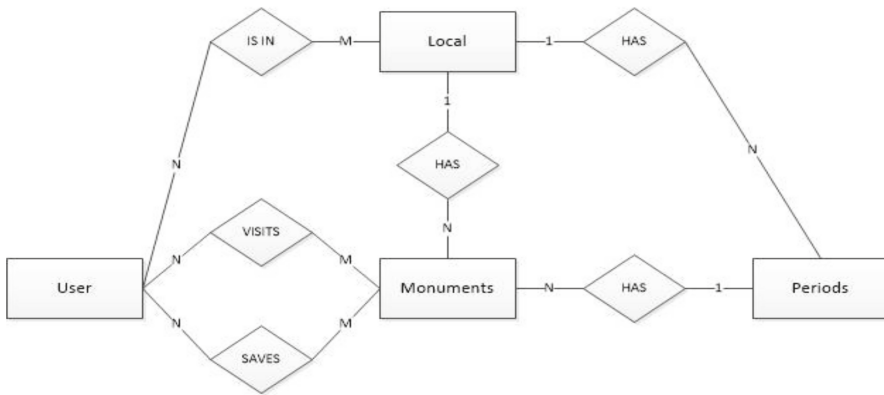 IS IN
M
Local
1
HAS
1
N
HAS
N
N
VISITS
N
M
N
User
Monuments
N
HAS
1
Periods
N
M
SAVES